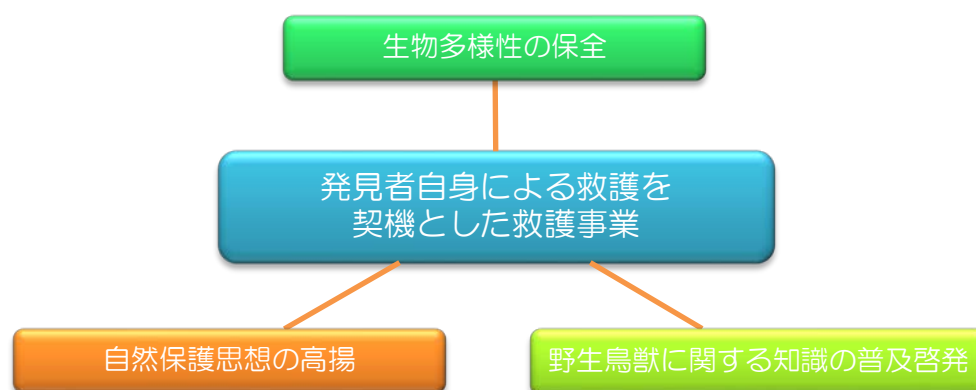 生物多様性の保全
発見者自身による救護を
契機とした救護事業
自然保護思想の高揚
野生鳥獣に関する知識の普及啓発